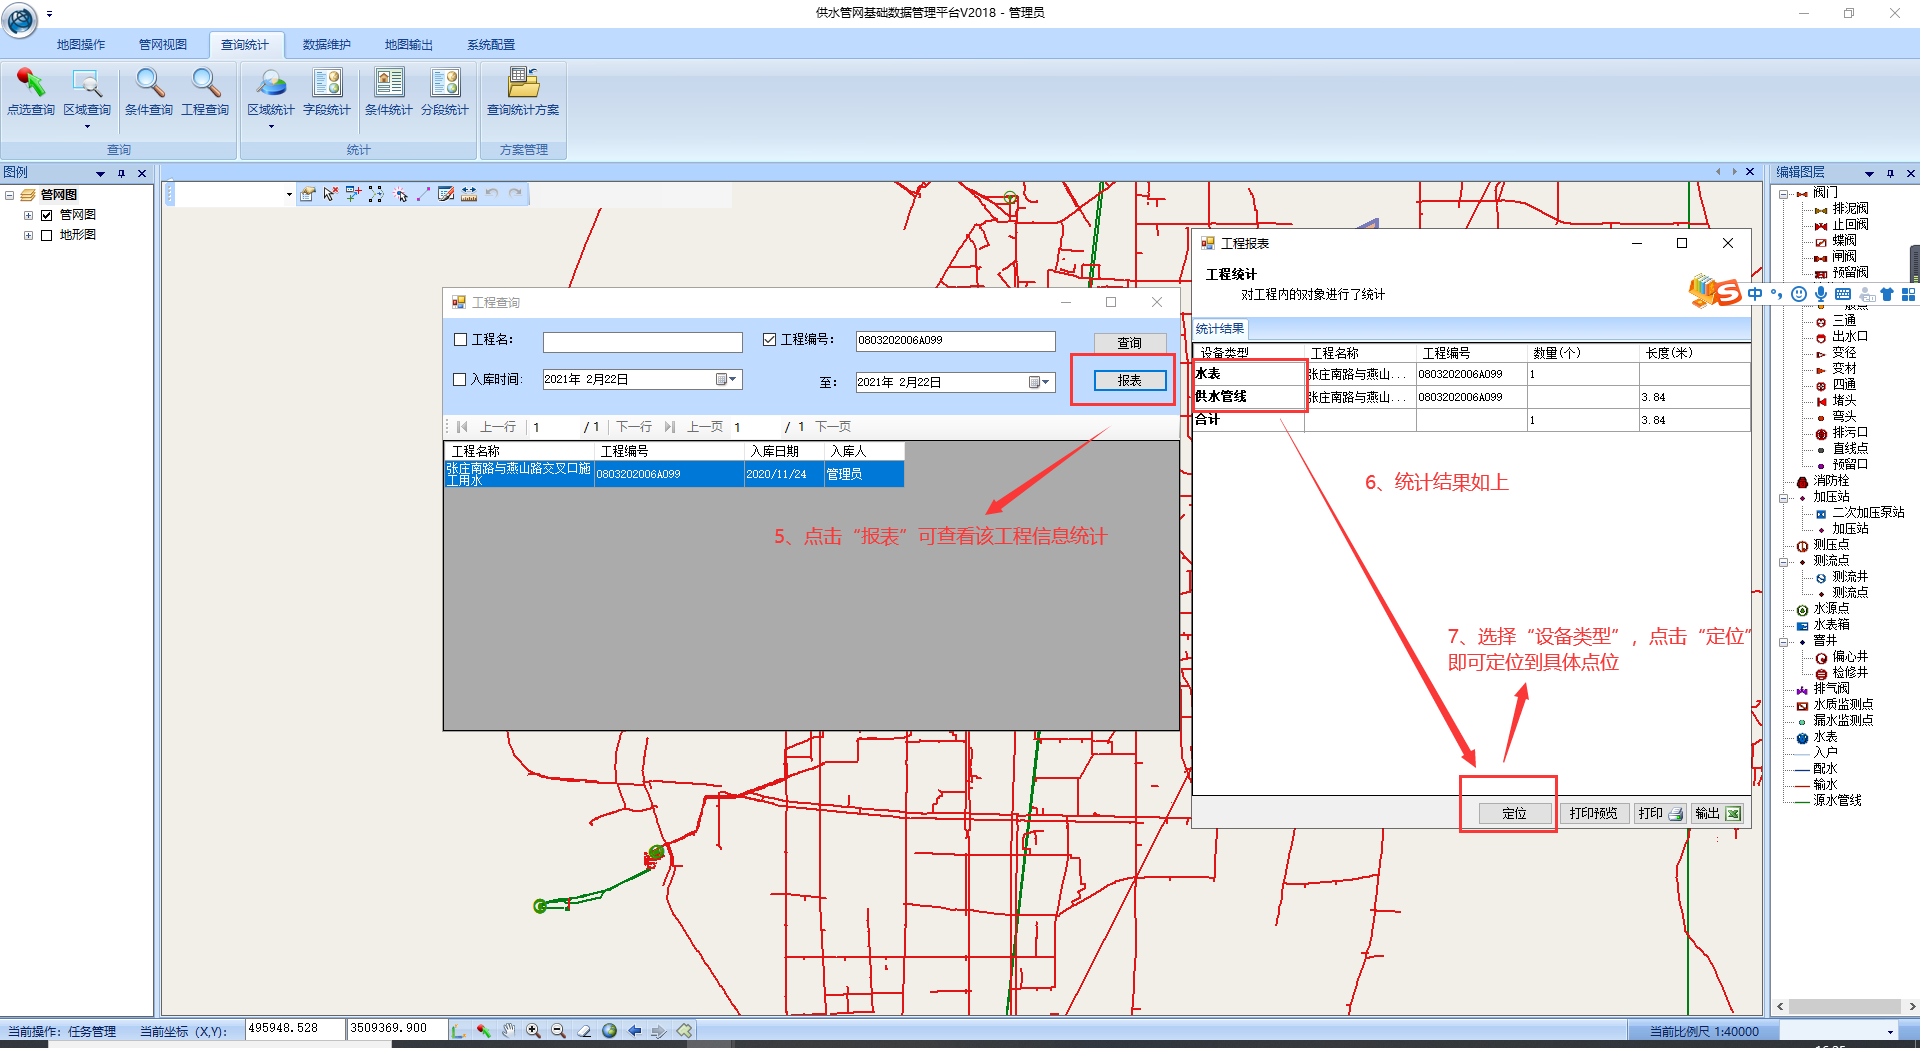 供水管网基础数据管理平台V2018 - 管理员
地图操作 管网视图 查询统计 数据维护 地图输出 系统配置
点选查询 区域查询 条件查询 工程查询 区域统计 字段统计 条件统计 分段统计 查询统计方案
查询 统计 方案管理
图例
管网图
管网图
地形图
工程查询
工程名: 工程编号: 0803202006A099 查询
入库时间: 2021年 2月22日 至: 2021年 2月22日 报表
上一行 1 / 1 下一行 上一页 1 / 1 下一页
工程名称 工程编号 入库日期 入库人
张庄南路与燕山路交叉口施工用水 0803202006A099 2020/11/24 管理员
5、点击“报表”可查看该工程信息统计
工程报表
工程统计
对工程内的对象进行了统计
统计结果
设备类型 工程名称 工程编号 数量(个) 长度(米)
水表 张庄南路与燕山... 0803202006A099 1
供水管线 张庄南路与燕山... 0803202006A099 3.84
合计 1 3.84
6、统计结果如上
7、选择“设备类型”，点击“定位”
即可定位到具体点位
定位 打印预览 打印 输出
编辑图层
阀门
排泥阀
止回阀
蝶阀
闸阀
预留阀
中
三通
出水口
变径
变材
四通
堵头
弯头
排污口
直线点
预留口
消防栓
加压站
二次加压泵站
加压站
测压点
测流点
测流井
测流点
水源点
水表箱
窨井
偏心井
检修井
排气阀
水质监测点
漏水监测点
水表
入户
配水
输水
源水管线
当前操作: 任务管理 当前坐标 (X,Y): 495948.528 3509369.900 当前比例尺 1:40000